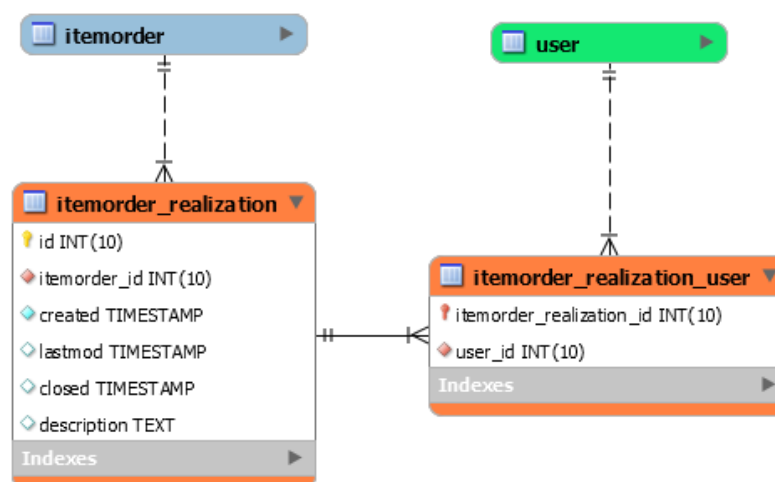 itemorder
user
itemorder_realization
id INT(10)
itemorder_id INT(10)
created TIMESTAMP
lastmod TIMESTAMP
closed TIMESTAMP
description TEXT
Indexes
itemorder_realization_user
itemorder_realization_id INT(10)
user_id INT(10)
Indexes